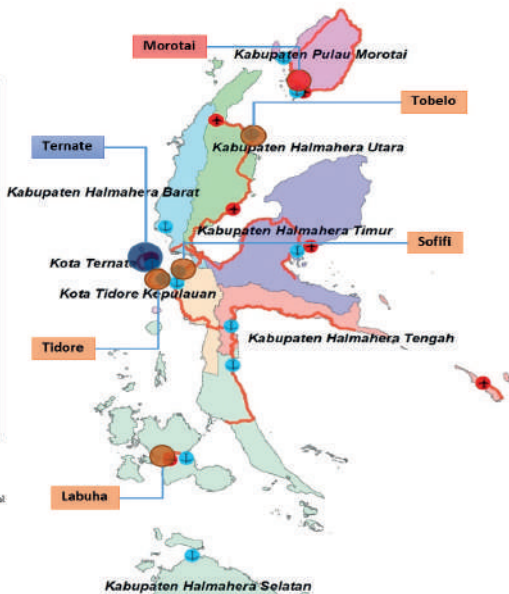 Morotai
Kabupaten Pulau Morotai
Tobelo
Ternate
Kabupaten Halmahera Utara
Kabupaten Halmahera Barat
Kabupaten Halmahera Timur
Sofifi
Kota Ternate
Kota Tidore Kepulauan
Tidore
Kabupaten Halmahera Tengah
Labuha
Kabupaten Halmahera Selatan